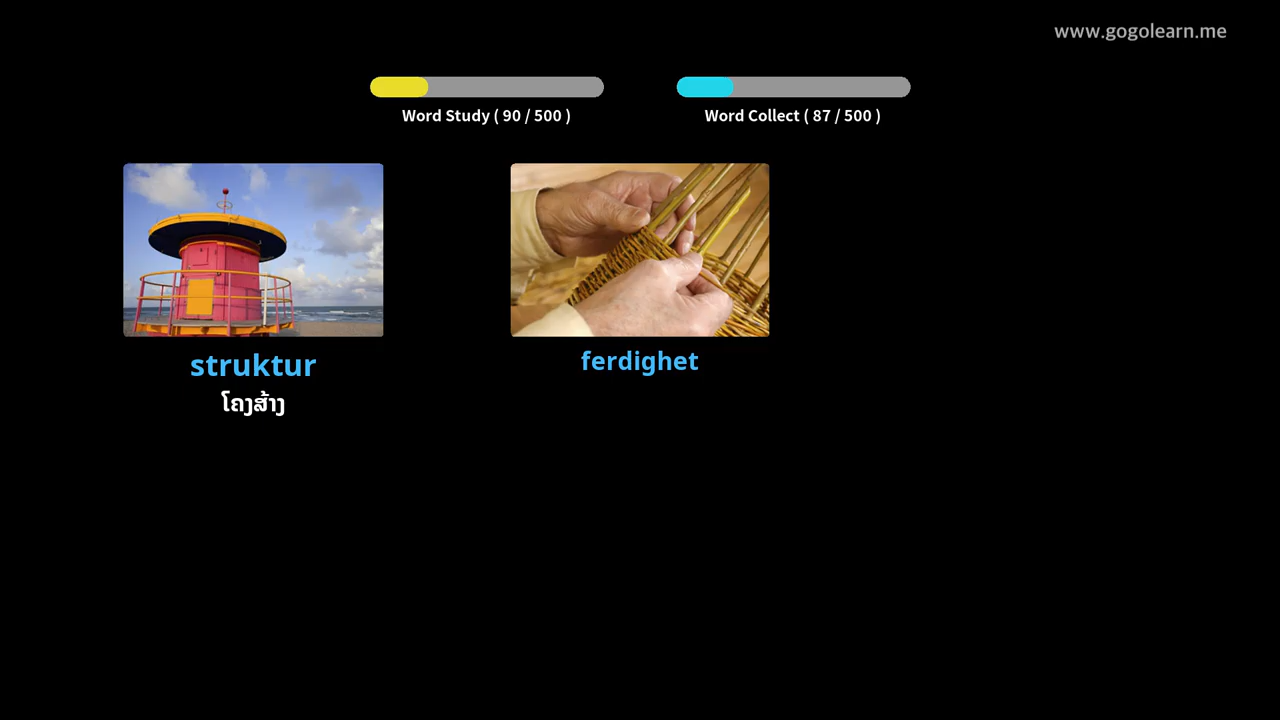 www.gogolearn.me
Word Study ( 90 / 500 )
Word Collect ( 87 / 500 )
struktur
ໂຄງສ້າງ
ferdighet